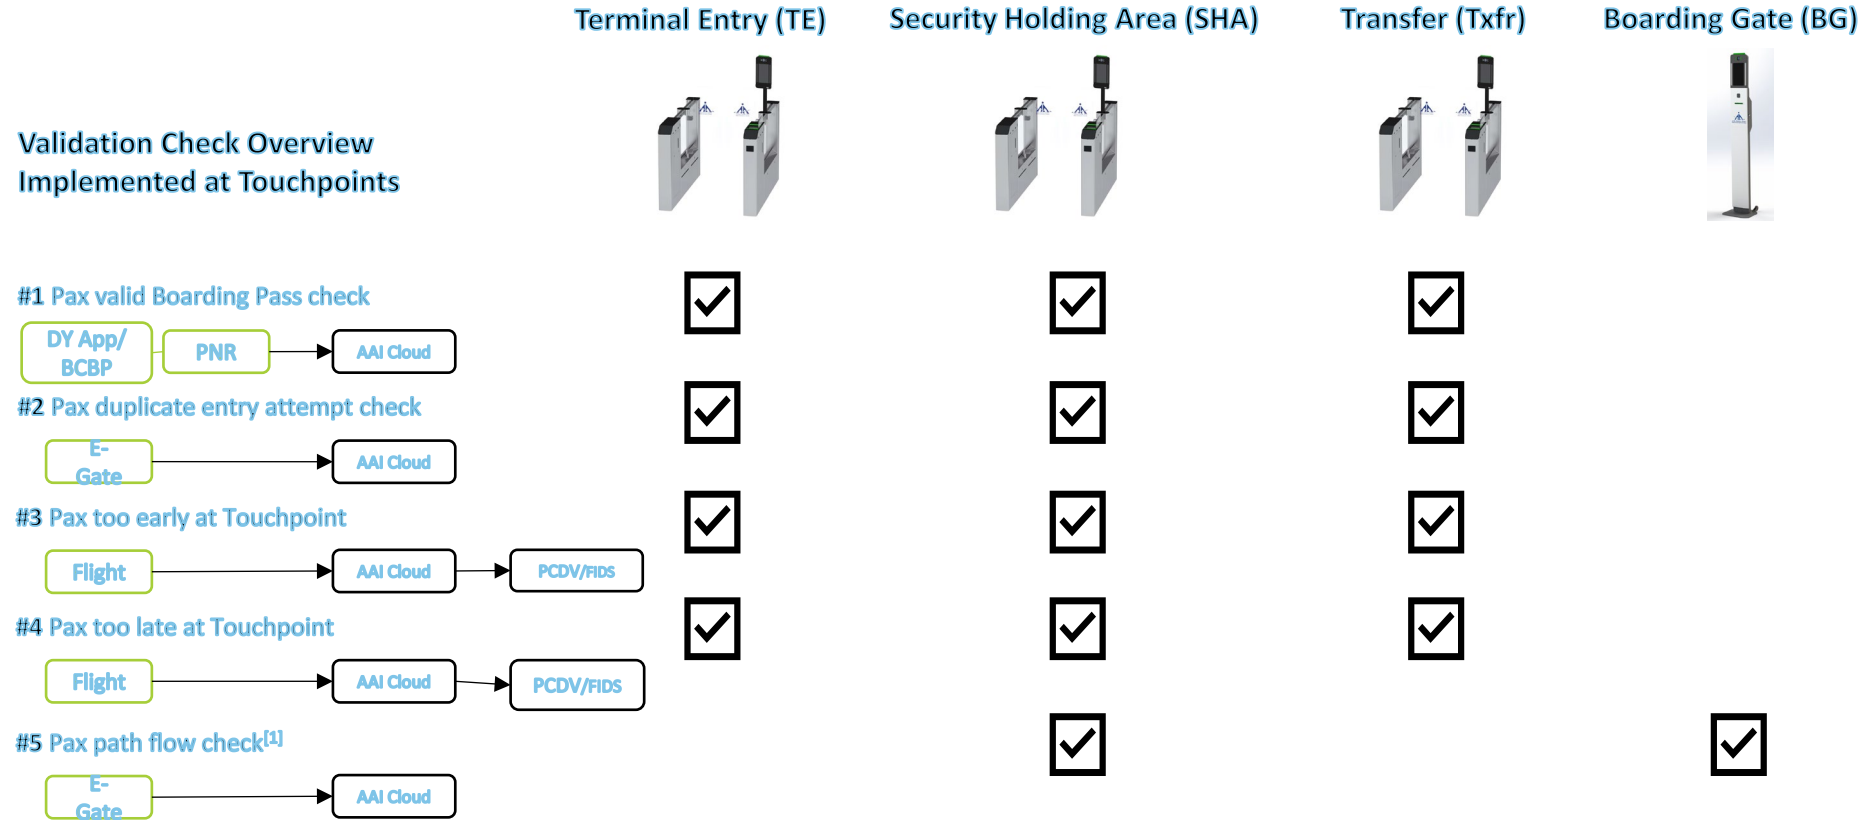 Terminal Entry (TE)
Security Holding Area (SHA)
Transfer (Txfr)
Boarding Gate (BG)
Validation Check Overview
Implemented at Touchpoints
#1 Pax valid Boarding Pass check
DY App/
BCBP
PNR
AAI Cloud
#2 Pax duplicate entry attempt check
E-
Gate
AAI Cloud
#3 Pax too early at Touchpoint
Flight
AAI Cloud
PCDV/FIDS
#4 Pax too late at Touchpoint
Flight
AAI Cloud
PCDV/FIDS
#5 Pax path flow check[1]
E-
Gate
AAI Cloud